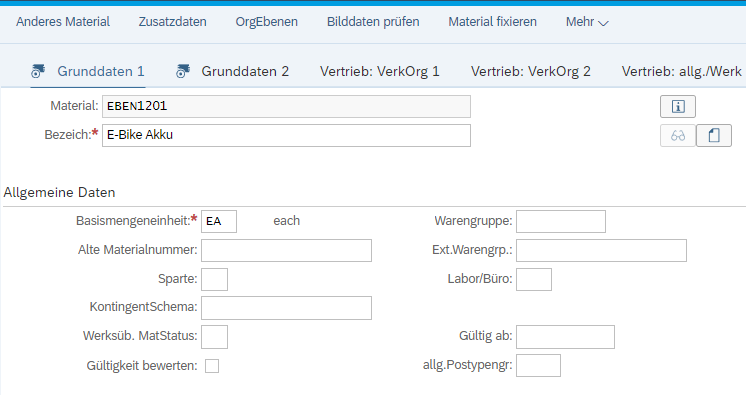 Anderes Material Zusatzdaten OrgEbenen Bilddaten prüfen Material fixieren Mehr
Grunddaten 1 Grunddaten 2 Vertrieb: VerkOrg 1 Vertrieb: VerkOrg 2 Vertrieb: allg./Werk
Material: EBEN1201
Bezeich:* E-Bike Akku
Allgemeine Daten
Basismengeneinheit:* EA each Warengruppe:
Alte Materialnummer: Ext.Warengrp.:
Sparte: Labor/Büro:
KontingentSchema:
Werksüb. MatStatus: Gültig ab:
Gültigkeit bewerten: allg.Postypengr: